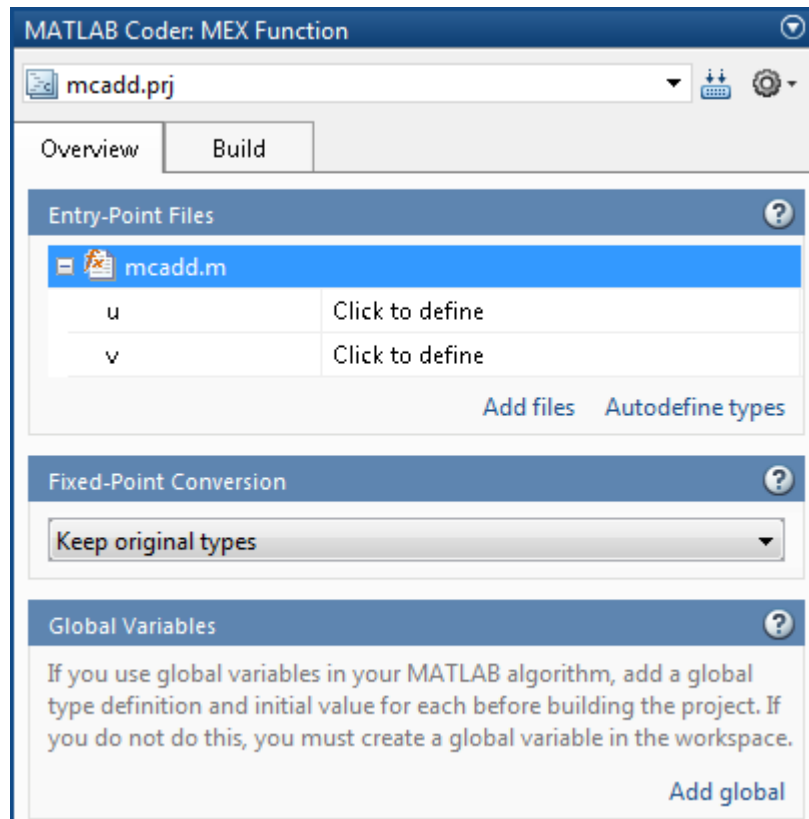 MATLAB Coder: MEX Function
mcadd.prj
Overview Build
Entry-Point Files ?
mcadd.m
u Click to define
v Click to define
Add files Autodefine types
Fixed-Point Conversion ?
Keep original types
Global Variables ?
If you use global variables in your MATLAB algorithm, add a global
type definition and initial value for each before building the project. If
you do not do this, you must create a global variable in the workspace.
Add global